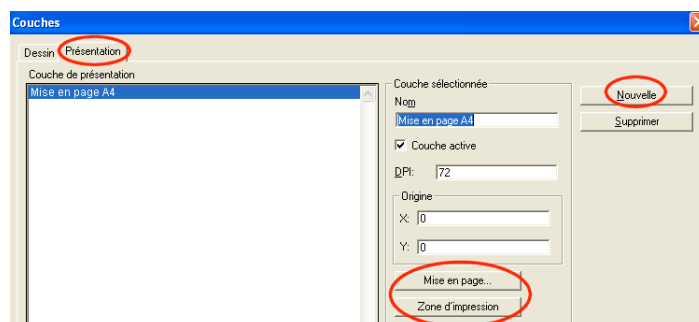 Couches
Dessin
Présentation
Couche de présentation
Mise en page A4
Couche sélectionnée
Nom
Mise en page A4
Couche active
DPI:
72
Origine
X:
0
Y:
0
Mise en page...
Zone d'impression
Nouvelle
Supprimer